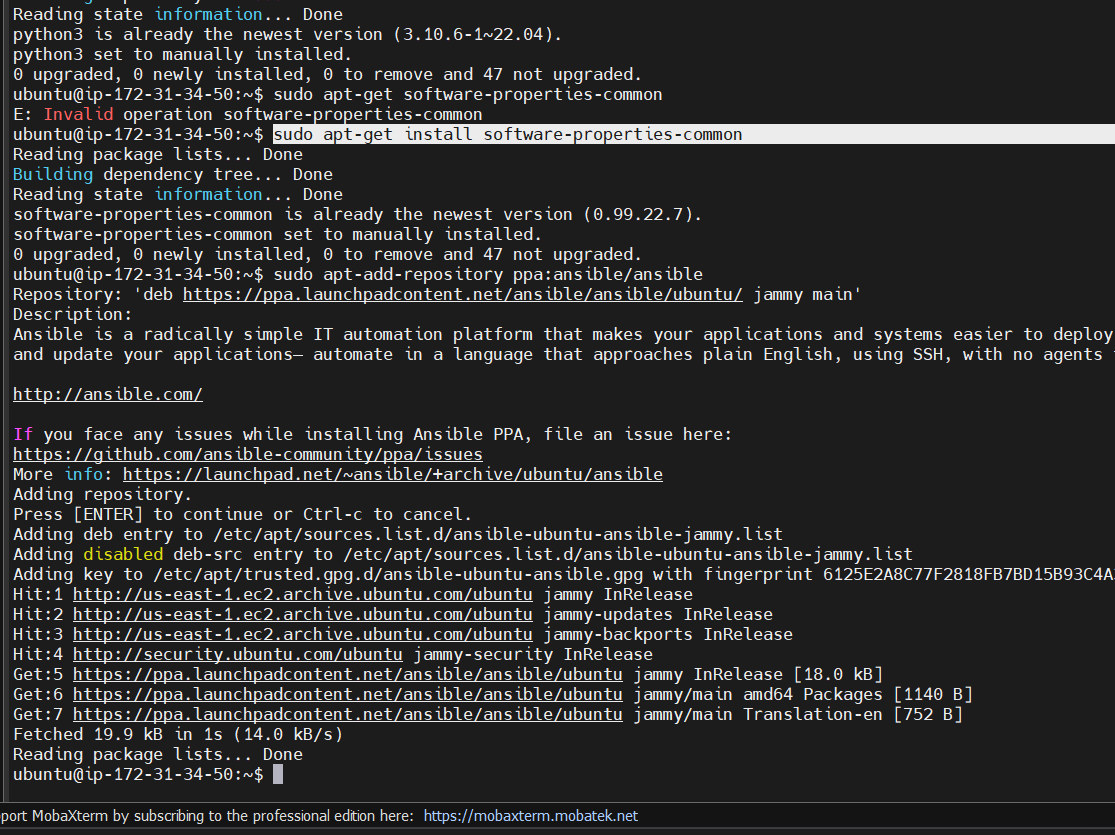 Reading state information... Done
python3 is already the newest version (3.10.6-1~22.04).
python3 set to manually installed.
0 upgraded, 0 newly installed, 0 to remove and 47 not upgraded.
ubuntu@ip-172-31-34-50:~$ sudo apt-get software-properties-common
E: Invalid operation software-properties-common
ubuntu@ip-172-31-34-50:~$ sudo apt-get install software-properties-common
Reading package lists... Done
Building dependency tree... Done
Reading state information... Done
software-properties-common is already the newest version (0.99.22.7).
software-properties-common set to manually installed.
0 upgraded, 0 newly installed, 0 to remove and 47 not upgraded.
ubuntu@ip-172-31-34-50:~$ sudo apt-add-repository ppa:ansible/ansible
Repository: 'deb https://ppa.launchpadcontent.net/ansible/ansible/ubuntu/ jammy main'
Description:
Ansible is a radically simple IT automation platform that makes your applications and systems easier to deploy
and update your applications— automate in a language that approaches plain English, using SSH, with no agents
http://ansible.com/
If you face any issues while installing Ansible PPA, file an issue here:
https://github.com/ansible-community/ppa/issues
More info: https://launchpad.net/~ansible/+archive/ubuntu/ansible
Adding repository.
Press [ENTER] to continue or Ctrl-c to cancel.
Adding deb entry to /etc/apt/sources.list.d/ansible-ubuntu-ansible-jammy.list
Adding disabled deb-src entry to /etc/apt/sources.list.d/ansible-ubuntu-ansible-jammy.list
Adding key to /etc/apt/trusted.gpg.d/ansible-ubuntu-ansible.gpg with fingerprint 6125E2A8C77F2818FB7BD15B93C4A
Hit:1 http://us-east-1.ec2.archive.ubuntu.com/ubuntu jammy InRelease
Hit:2 http://us-east-1.ec2.archive.ubuntu.com/ubuntu jammy-updates InRelease
Hit:3 http://us-east-1.ec2.archive.ubuntu.com/ubuntu jammy-backports InRelease
Hit:4 http://security.ubuntu.com/ubuntu jammy-security InRelease
Get:5 https://ppa.launchpadcontent.net/ansible/ansible/ubuntu jammy InRelease [18.0 kB]
Get:6 https://ppa.launchpadcontent.net/ansible/ansible/ubuntu jammy/main amd64 Packages [1140 B]
Get:7 https://ppa.launchpadcontent.net/ansible/ansible/ubuntu jammy/main Translation-en [752 B]
Fetched 19.9 kB in 1s (14.0 kB/s)
Reading package lists... Done
ubuntu@ip-172-31-34-50:~$
port MobaXterm by subscribing to the professional edition here: https://mobaxterm.mobatek.net